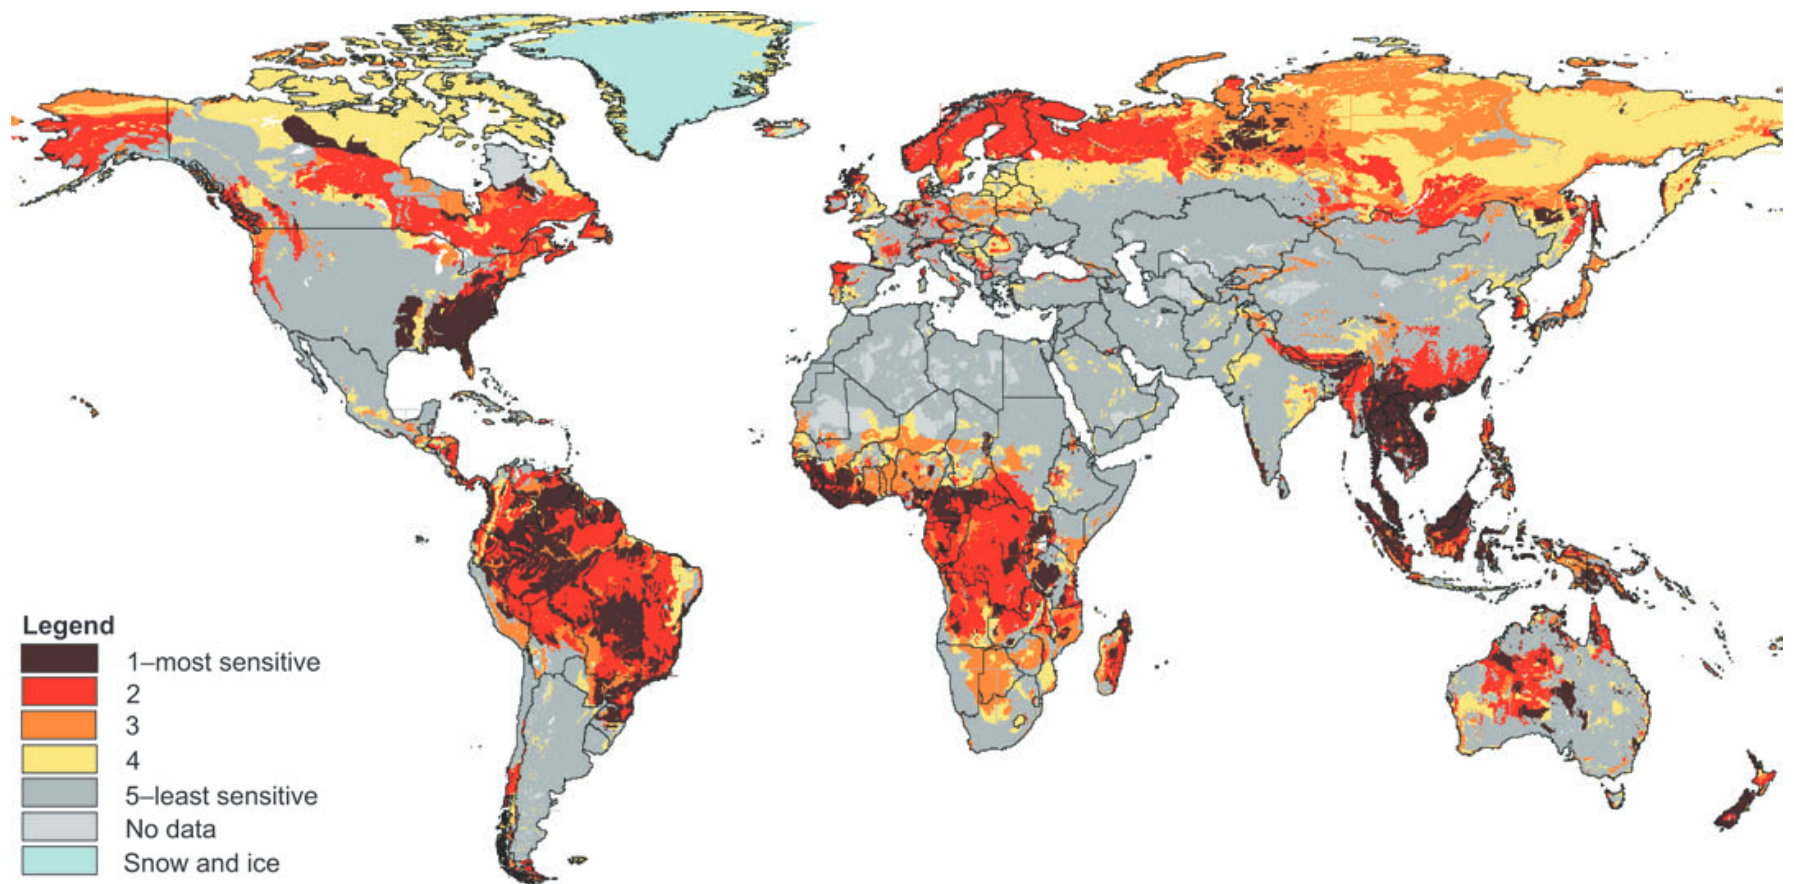 Legend
1–most sensitive
2
3
4
5–least sensitive
No data
Snow and ice